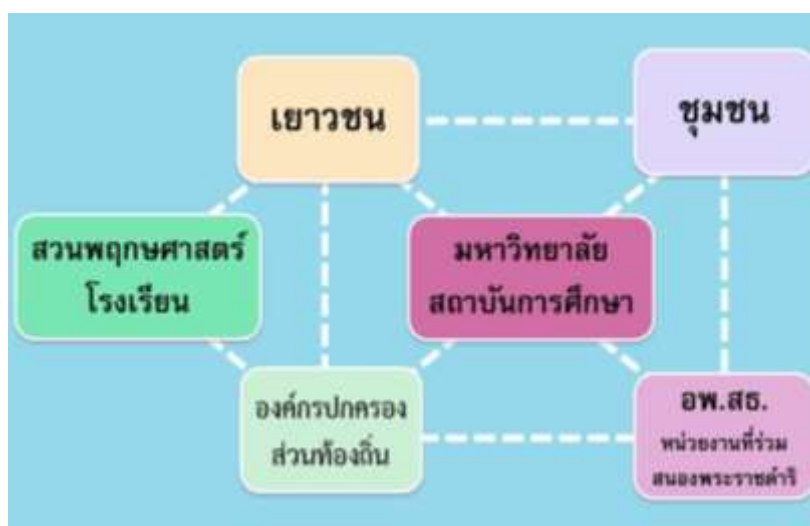 เยาวชน
ชุมชน
สวนพฤกษศาสตร์
โรงเรียน
มหาวิทยาลัย
สถาบันการศึกษา
องค์กรปกครอง
ส่วนท้องถิ่น
อพ.สธ.
หน่วยงานที่ร่วม
สนองพระราชดำริ